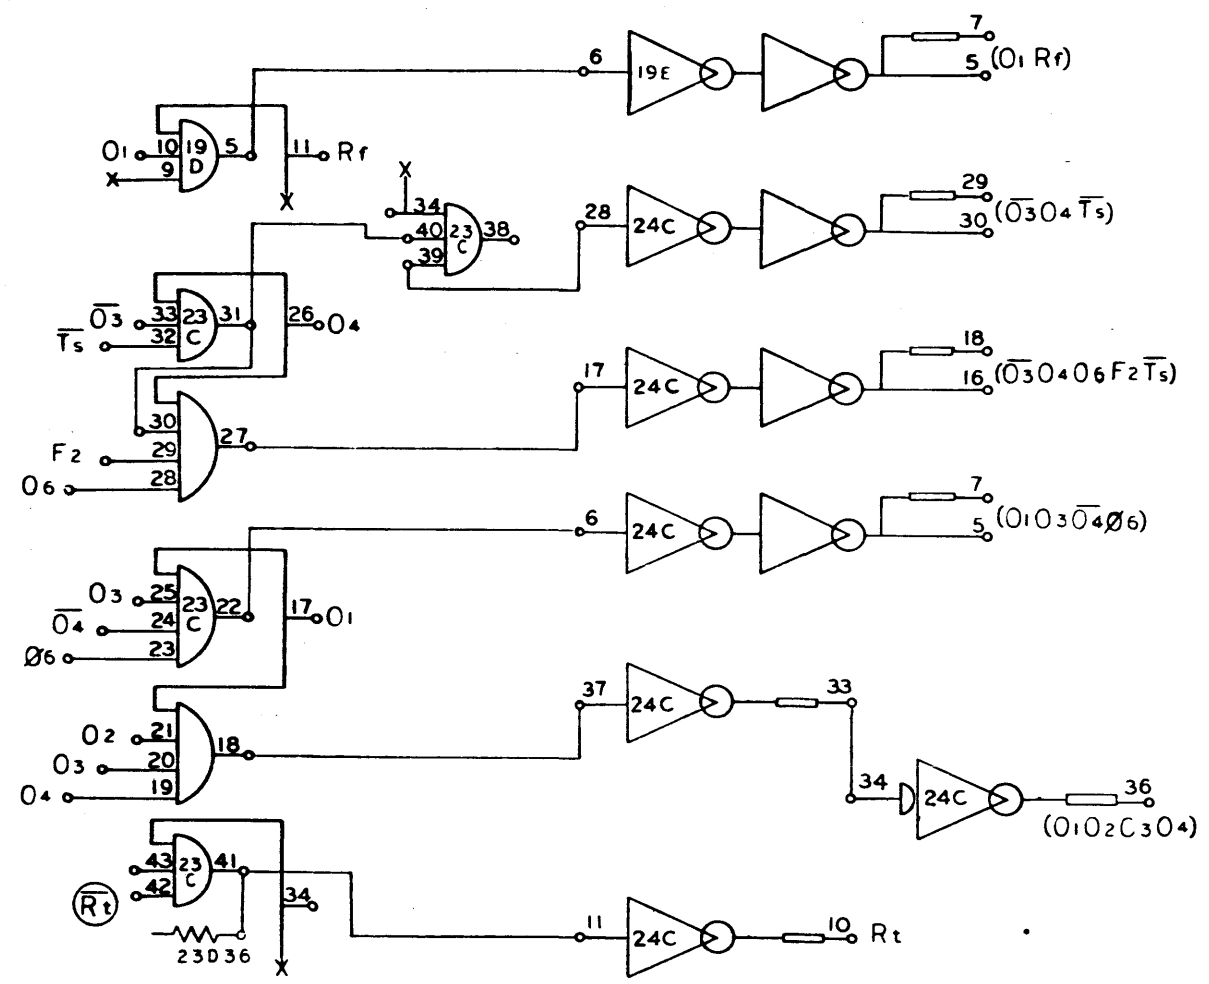 7
6
19E
5 (O1 Rf)
O1 10 19 D 5 11 Rf
X 9
X
X
34
40 23 C 38
39
28 24C
29
30 (O̅3̅ O4 T̅s̅)
O̅3̅ 33 23 C 31 26 O4
T̅s̅ 32
17 24C
18
16 (O̅3̅ O4 O6 F2 T̅s̅)
30
F2 29 27
O6 28
6 24C
7
5 (O1 O3 O̅4̅ Ø6)
O3 25 23 C 22 17 O1
O̅4̅ 24
Ø6 23
37 24C 33
O2 21
O3 20 18
O4 19
34 24C 36
(O1 O2 C3 O4)
43 23 C 41
42 34
R̅t̅
23D36
X
11 24C 10 Rt